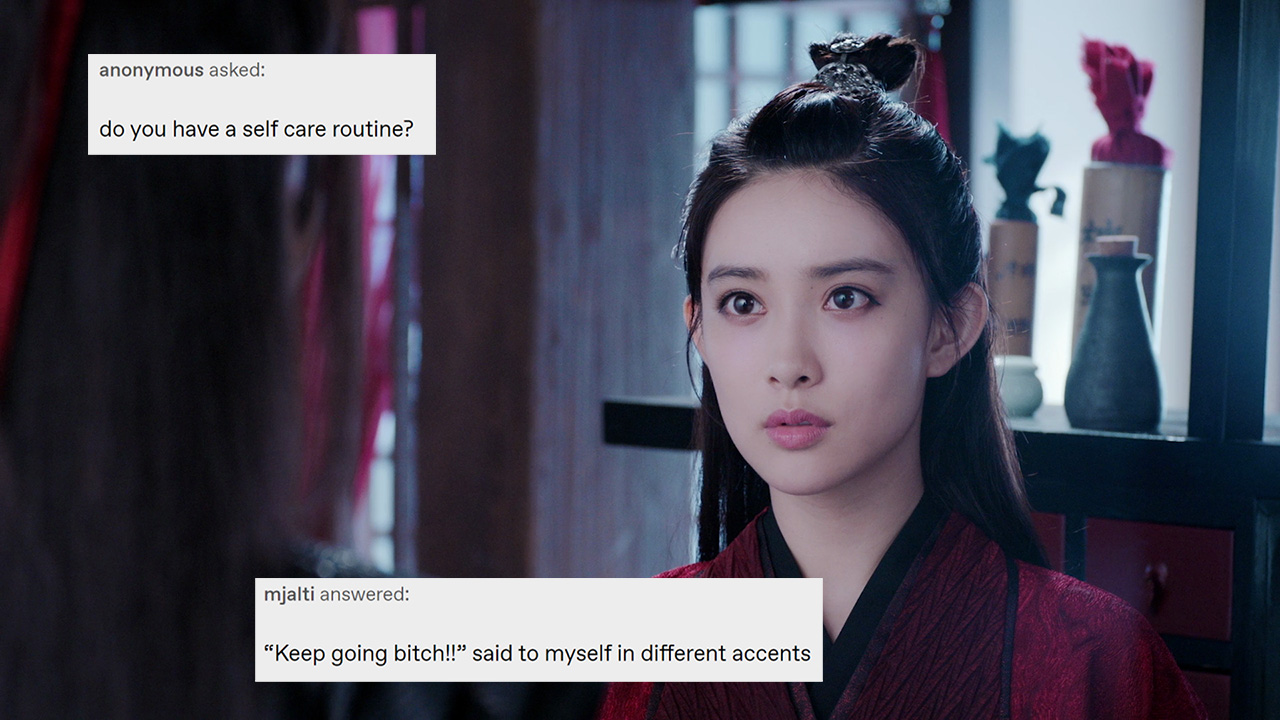 anonymous asked:
do you have a self care routine?
mjalti answered:
“Keep going bitch!!” said to myself in different accents